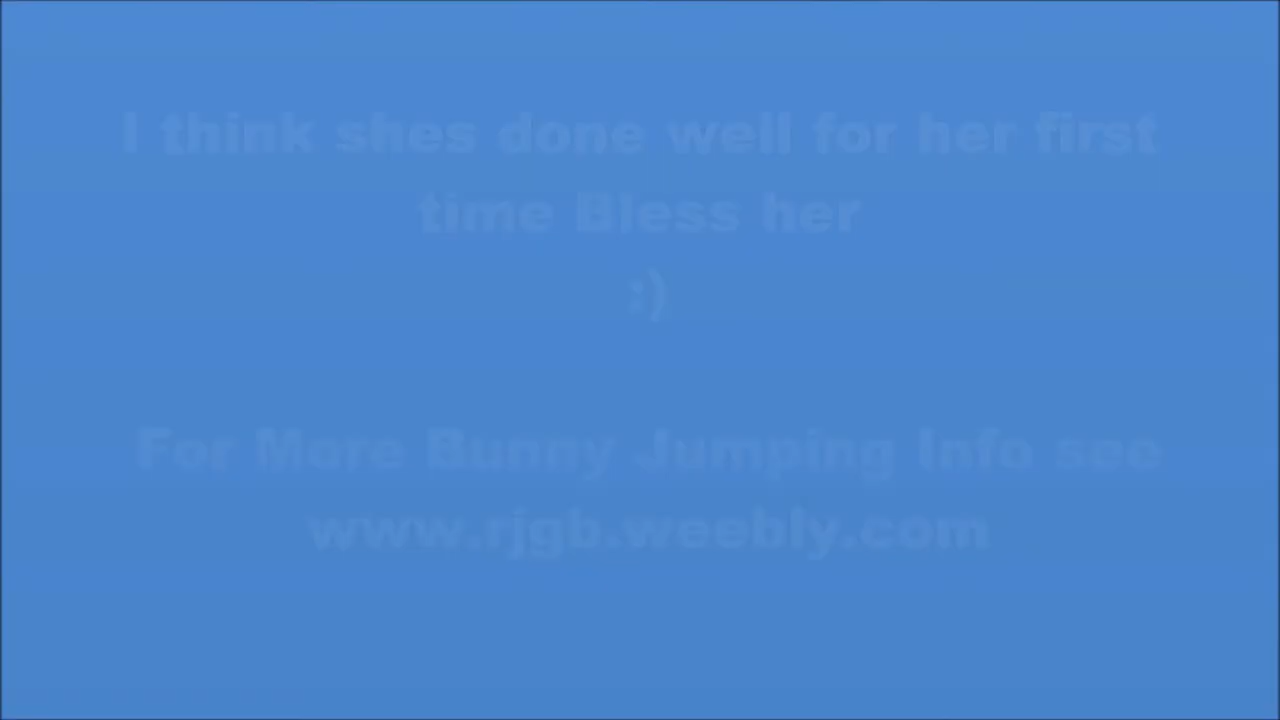 I think shes done well for her first
time Bless her
:)
For More Bunny Jumping Info see
www.rjgb.weebly.com